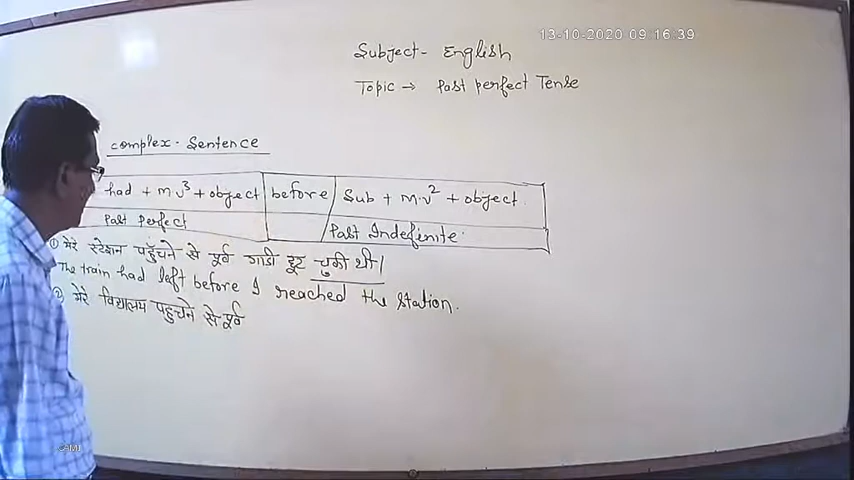 13-10-2020 09:16:39
Subject- English
Topic → Past perfect Tense
complex-Sentence
had + m.v³ + object before Sub + m.v² + object
Past perfect Past Indefinite
① मेरे स्टेशन पहुँचने से पूर्व गाडी छूट चुकी थी।
The train had left before I reached the station.
② मेरे विद्यालय पहुचने से पूर्व
CAM1